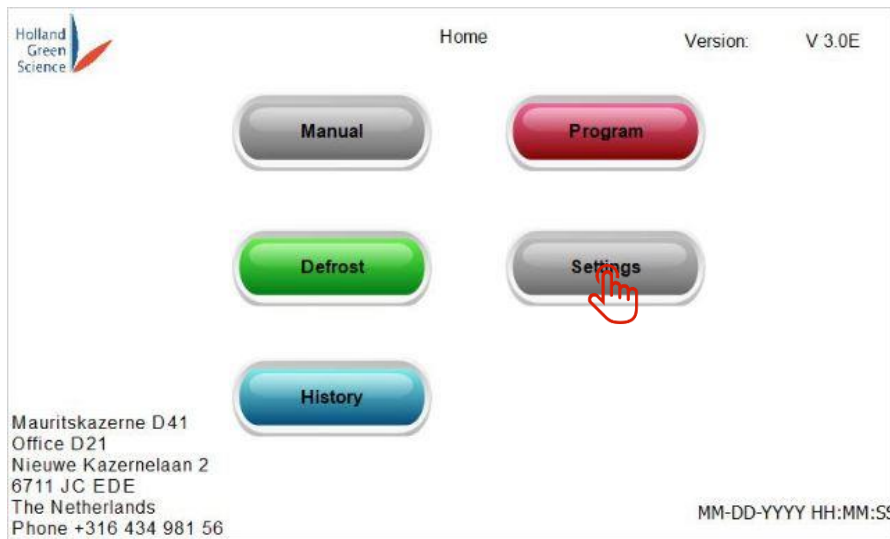 Holland
Green
Science
Home
Version: V 3.0E
Manual
Program
Defrost
Settings
History
Mauritskazerne D41
Office D21
Nieuwe Kazernelaan 2
6711 JC EDE
The Netherlands
Phone +316 434 981 56
MM-DD-YYYY HH:MM:SS